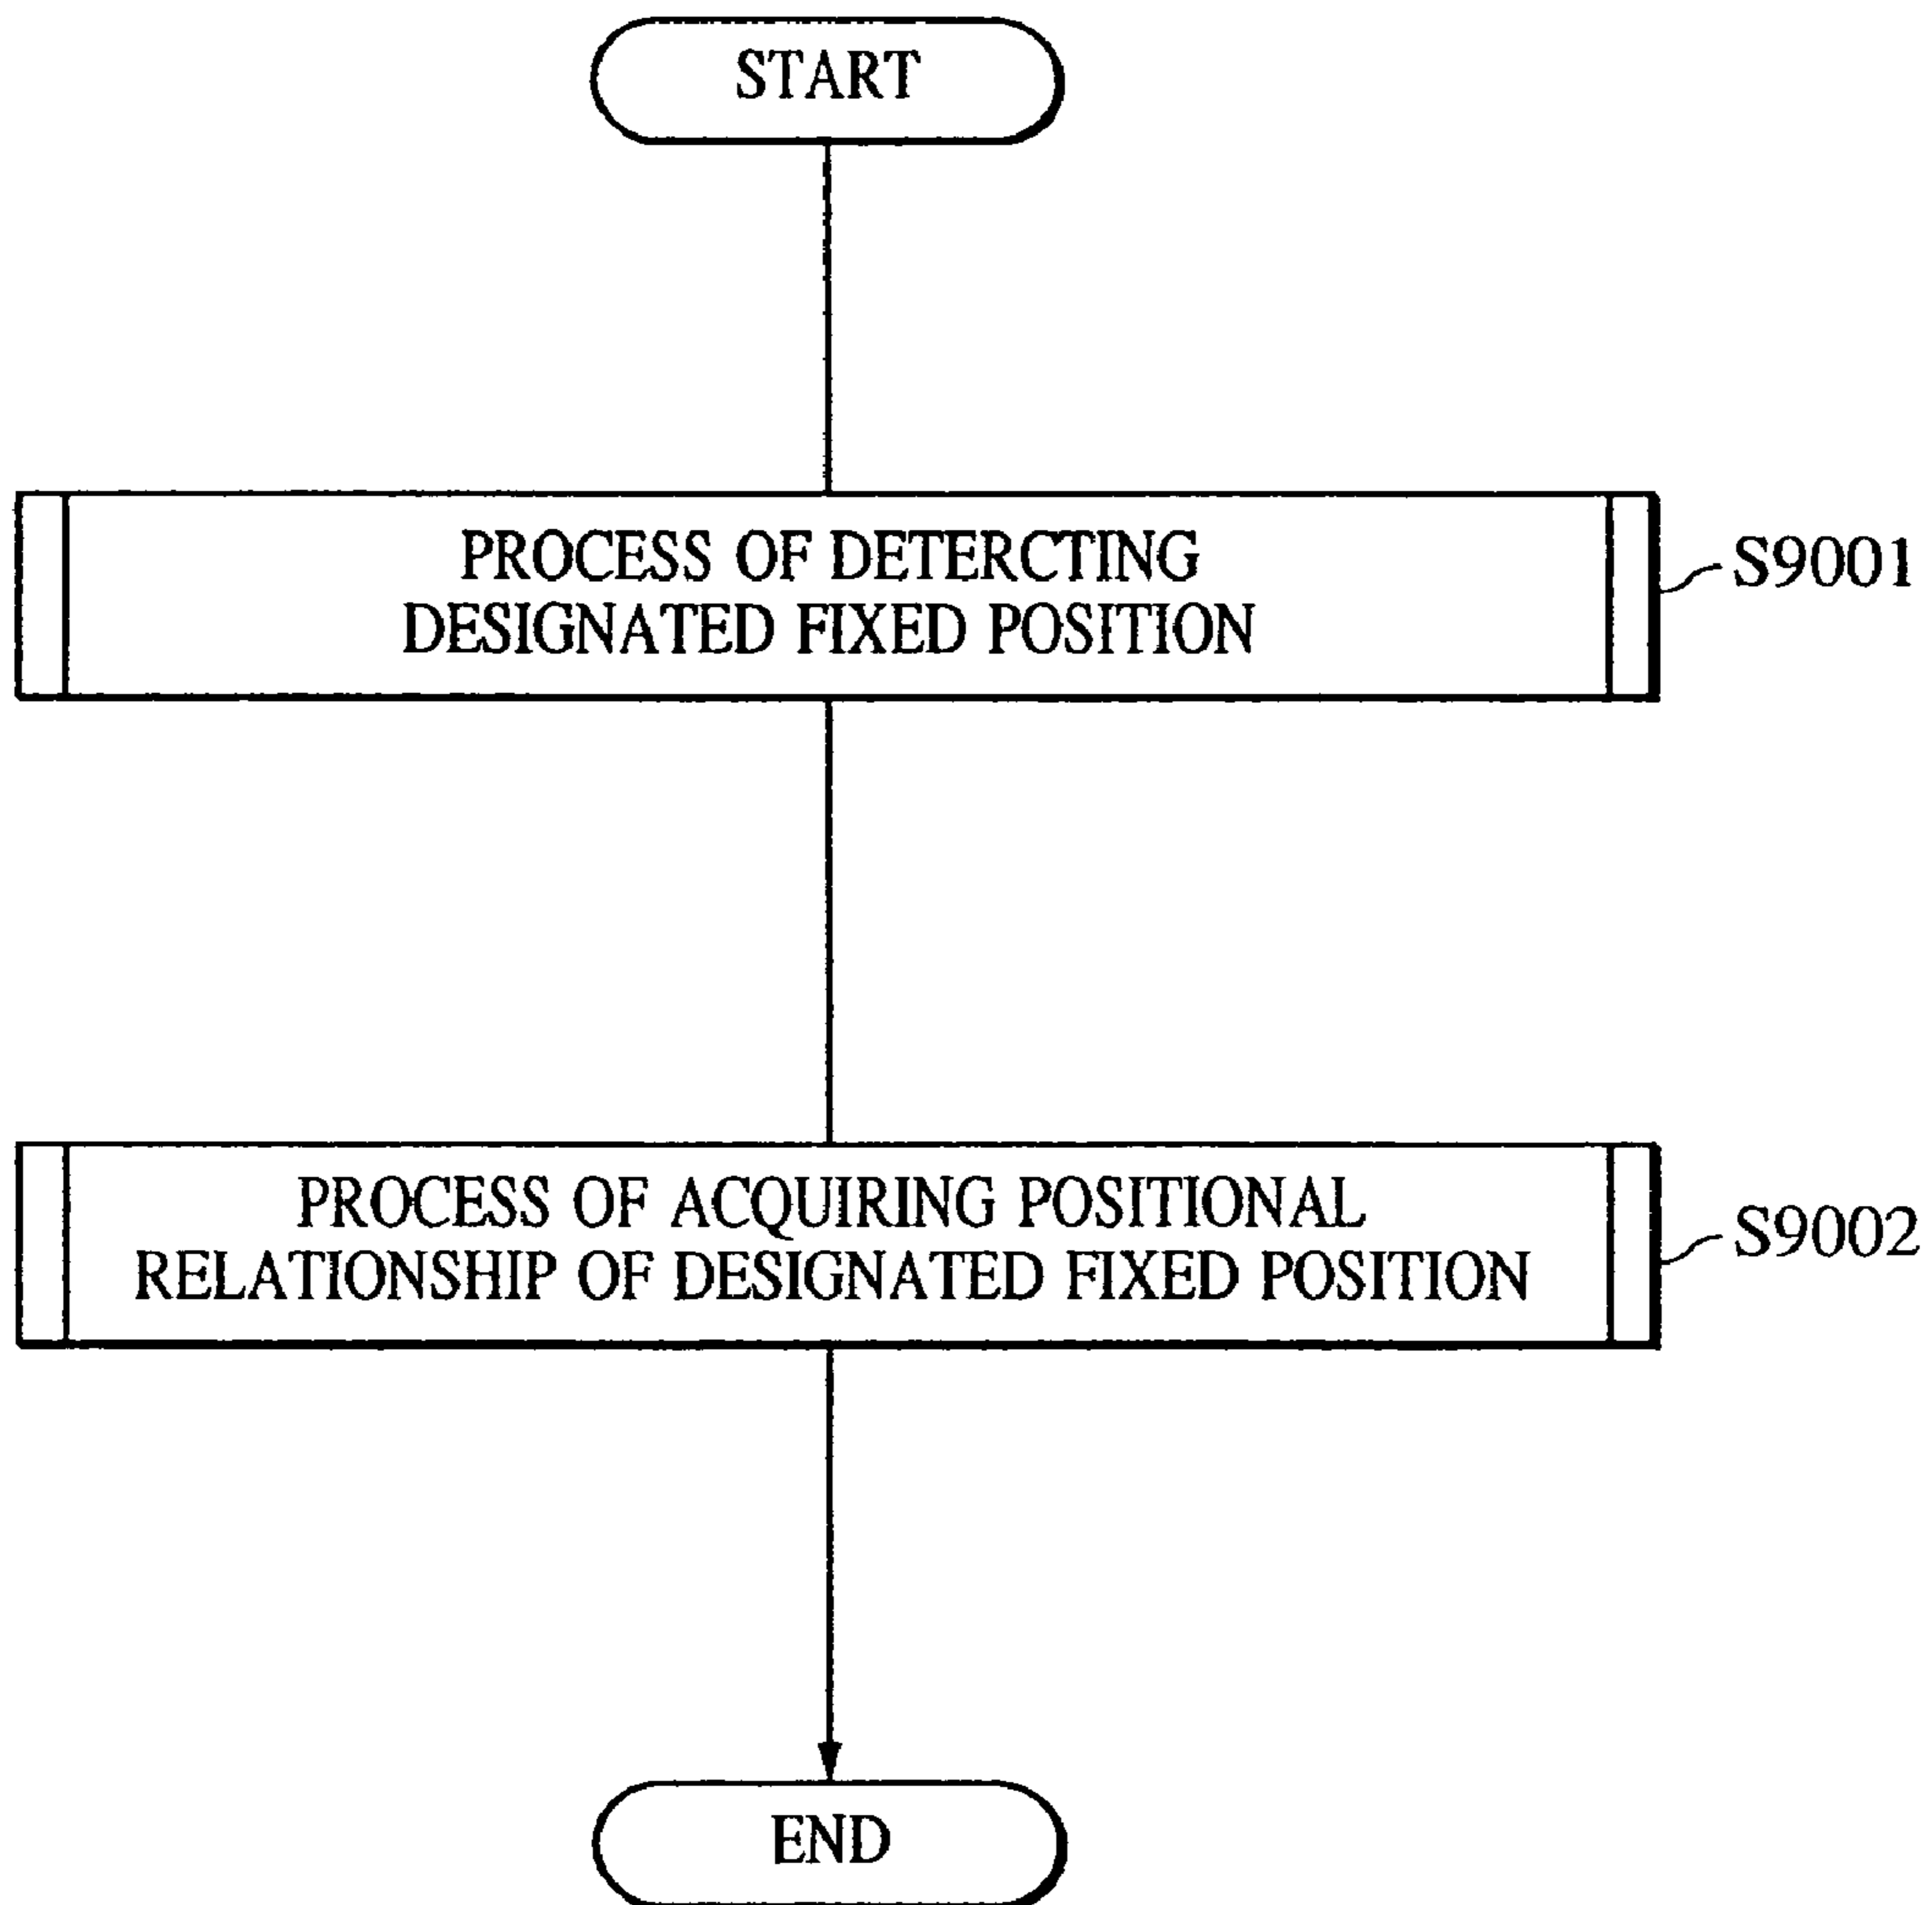 START
PROCESS OF DETERCTING
DESIGNATED FIXED POSITION
S9001
PROCESS OF ACQUIRING POSITIONAL
RELATIONSHIP OF DESIGNATED FIXED POSITION
S9002
END